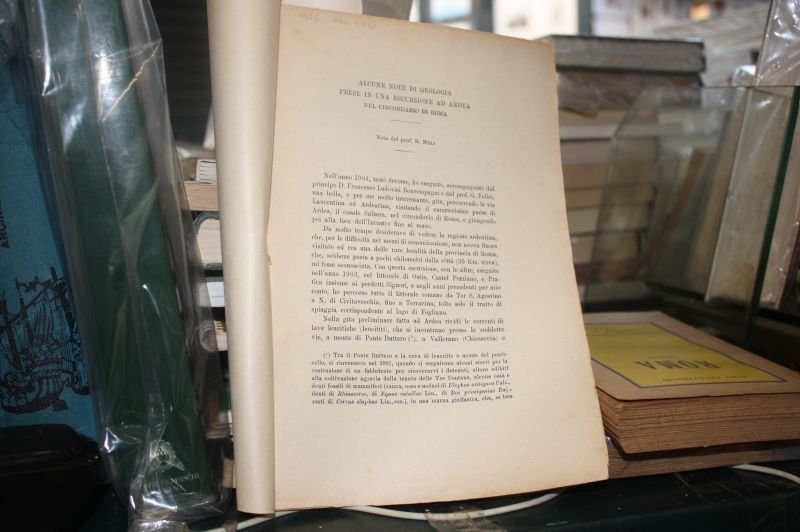 1905 VOL XXIV
ALCUNE NOTE DI GEOLOGIA
PRESE IN UNA ESCURSIONE AD ARDEA
NEL CIRCONDARIO DI ROMA
Nota del prof. R. MELI
Nell'anno 1904, testè decorso, ho eseguito, accompagnato dal
principe D. Francesco Ludovisi Boncompagni e dal prof. G. Felici,
una bella, e per me molto interessante, gita, percorrendo le vie
Laurentina ed Ardeatina, visitando il caratteristico paese di
Ardea, il casale Solfara, nel circondario di Roma, e giungendo
poi alla foce dell'Incastro fino al mare.
Da molto tempo desideravo di vedere la regione ardeatina,
che, per le difficoltà nei mezzi di comunicazione, non aveva finora
visitato ed era una delle rare località della provincia di Roma,
che, sebbene posta a pochi chilometri dalla città (35 Km. circa),
mi fosse sconosciuta. Con questa escursione, con le altre, eseguite
nell'anno 1903, sul littorale di Ostia, Castel Porziano, e Pra-
tica insieme ai predetti Signori, e negli anni precedenti per mio
conto, ho percorso tutto il littorale romano da Tor S. Agostino
a N. di Civitavecchia, fino a Terracina, tolto solo il tratto di
spiaggia corrispondente al lago di Fogliano.
Nella gita preliminare fatta ad Ardea rividi le correnti di
lave leucitiche (leucititi), che si incontrano presso le suddette
vie, a monte di Ponte Buttero (¹), a Vallerano (Chiesaccia) e
(¹) Tra il Ponte Buttero e la cava di leucitite a monte del ponti-
cello, si rinvennero nel 1881, quando si eseguirono alcuni sterri per la
costruzione di un fabbricato per ricoverarvi i detenuti, allora adibiti
alla coltivazione agraria della tenuta delle Tre Fontane, alcune ossa e
denti fossili di mammiferi (zanna, ossa e molari di Elephas antiquus Falc.,
denti di Rhinoceros, di Equus caballus Lin., di Bos primigenius Boj.,
resti di Cervus elaphus Lin., ecc.), in una marna giallastra, che, se ben
ROMA
PASCHI